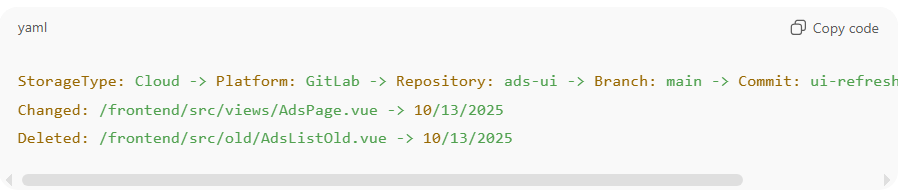 yaml
Copy code
StorageType: Cloud -> Platform: GitLab -> Repository: ads-ui -> Branch: main -> Commit: ui-refresh
Changed: /frontend/src/views/AdsPage.vue -> 10/13/2025
Deleted: /frontend/src/old/AdsListOld.vue -> 10/13/2025